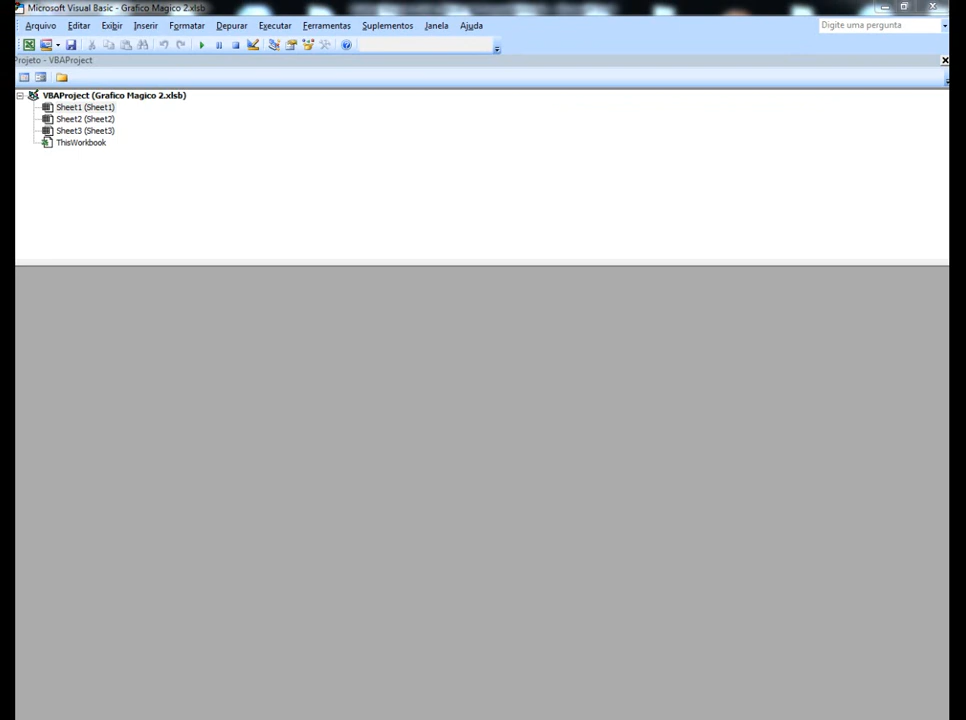 Microsoft Visual Basic - Grafico Magico 2.xlsb
Arquivo Editar Exibir Inserir Formatar Depurar Executar Ferramentas Suplementos Janela Ajuda Digite uma pergunta
Projeto - VBAProject
VBAProject (Grafico Magico 2.xlsb)
Sheet1 (Sheet1)
Sheet2 (Sheet2)
Sheet3 (Sheet3)
ThisWorkbook